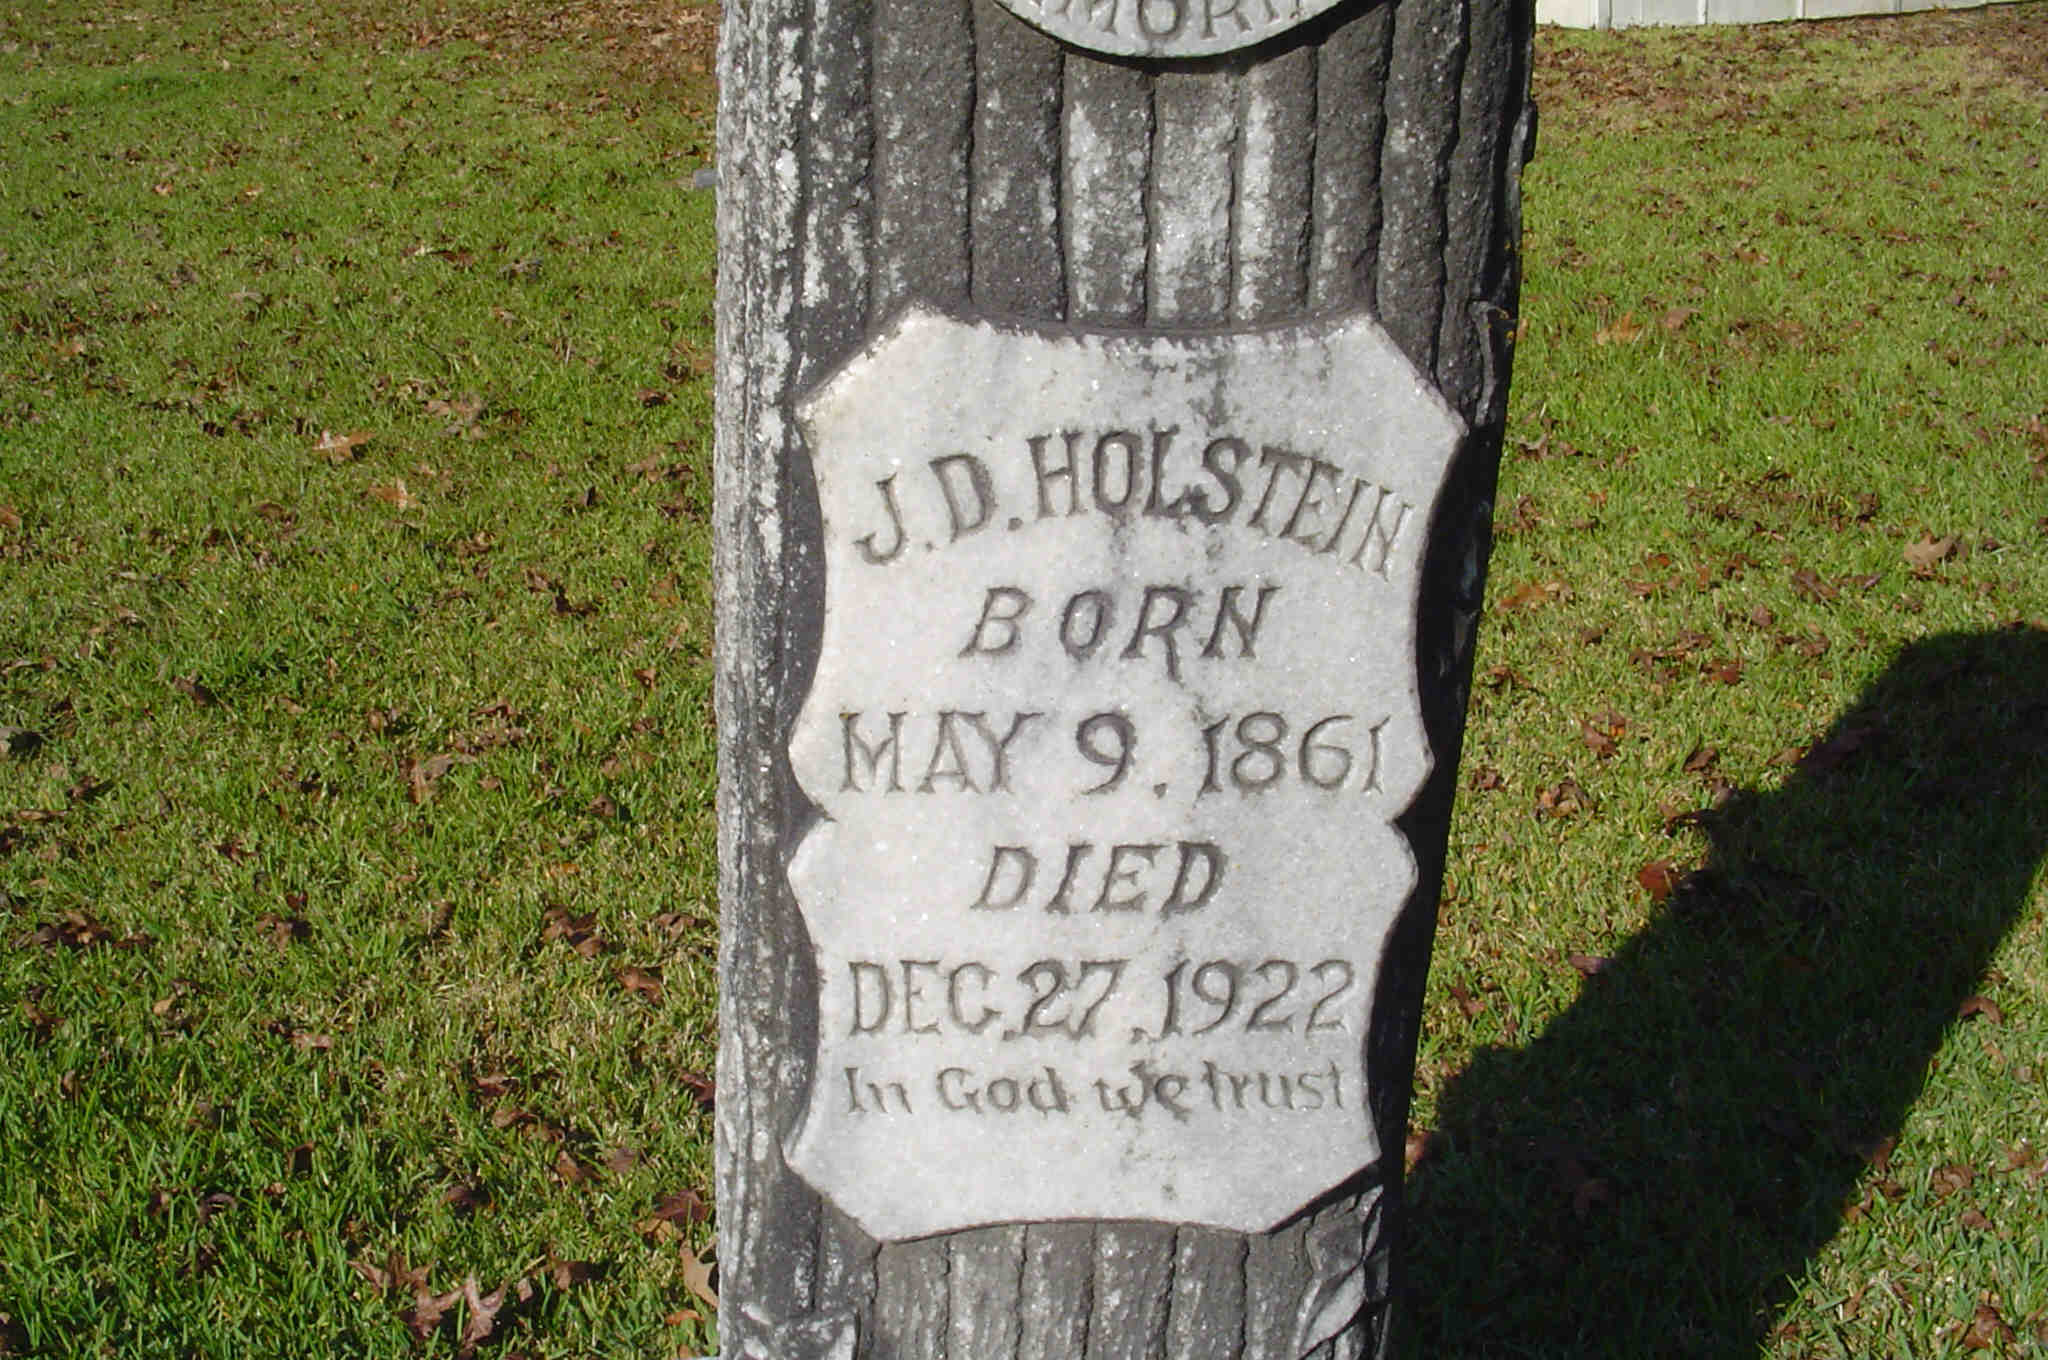 J. D. HOLSTEIN
BORN
MAY 9. 1861
DIED
DEC. 27, 1922
In God we trust